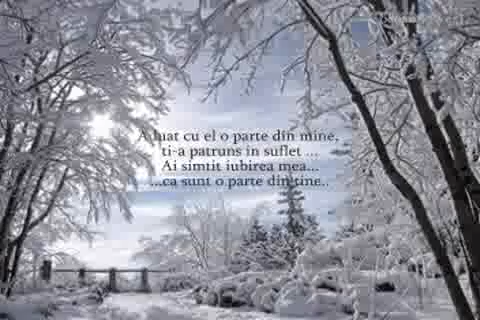 A luat cu el o parte din mine,
ti-a patruns in suflet ...
Ai simtit iubirea mea...
...ca sunt o parte din tine..